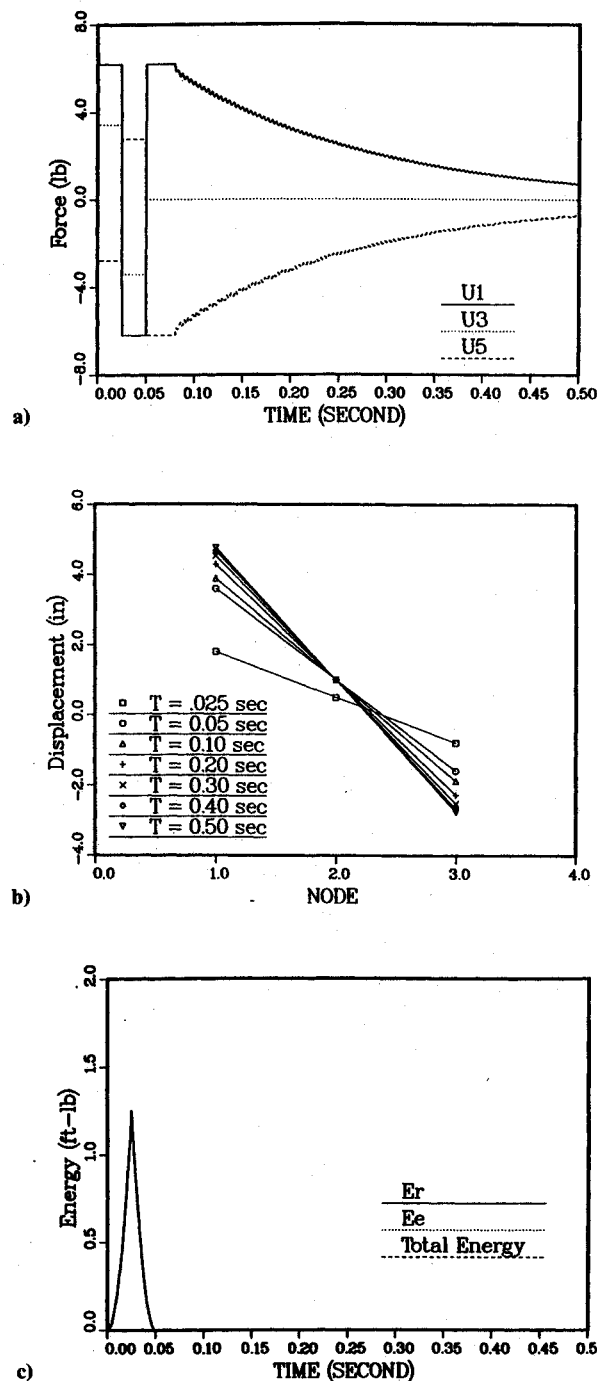 8.0
4.0
0.0
−4.0
−8.0
Force (lb)
U1
U3
U5
0.00 0.05 0.10 0.15 0.20 0.25 0.30 0.35 0.40 0.45 0.50
TIME (SECOND)
a)
6.0
4.0
2.0
0.0
−2.0
−4.0
Displacement (in)
T = .025 sec
T = 0.05 sec
T = 0.10 sec
T = 0.20 sec
T = 0.30 sec
T = 0.40 sec
T = 0.50 sec
0.0 1.0 2.0 3.0 4.0
NODE
b)
2.0
1.5
1.0
0.5
0.0
Energy (ft−lb)
Er
Ee
Total Energy
0.00 0.05 0.10 0.15 0.20 0.25 0.30 0.35 0.40 0.45 0.5
TIME (SECOND)
c)